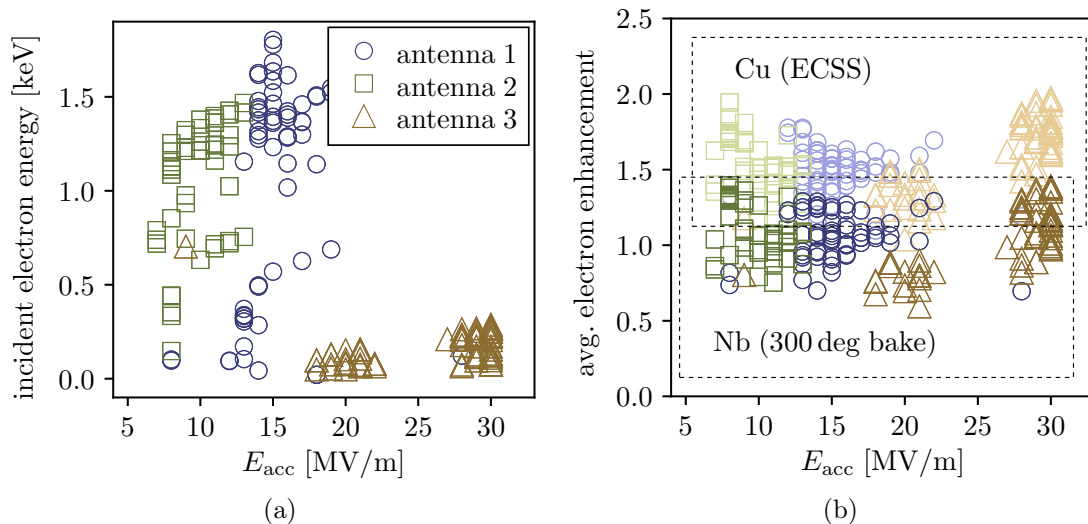 incident electron energy [keV]
1.5
1.0
0.5
0.0
antenna 1
antenna 2
antenna 3
5 10 15 20 25 30
E_acc [MV/m]
(a)
avg. electron enhancement
2.5
2.0
1.5
1.0
0.5
0.0
Cu (ECSS)
Nb (300 deg bake)
5 10 15 20 25 30
E_acc [MV/m]
(b)